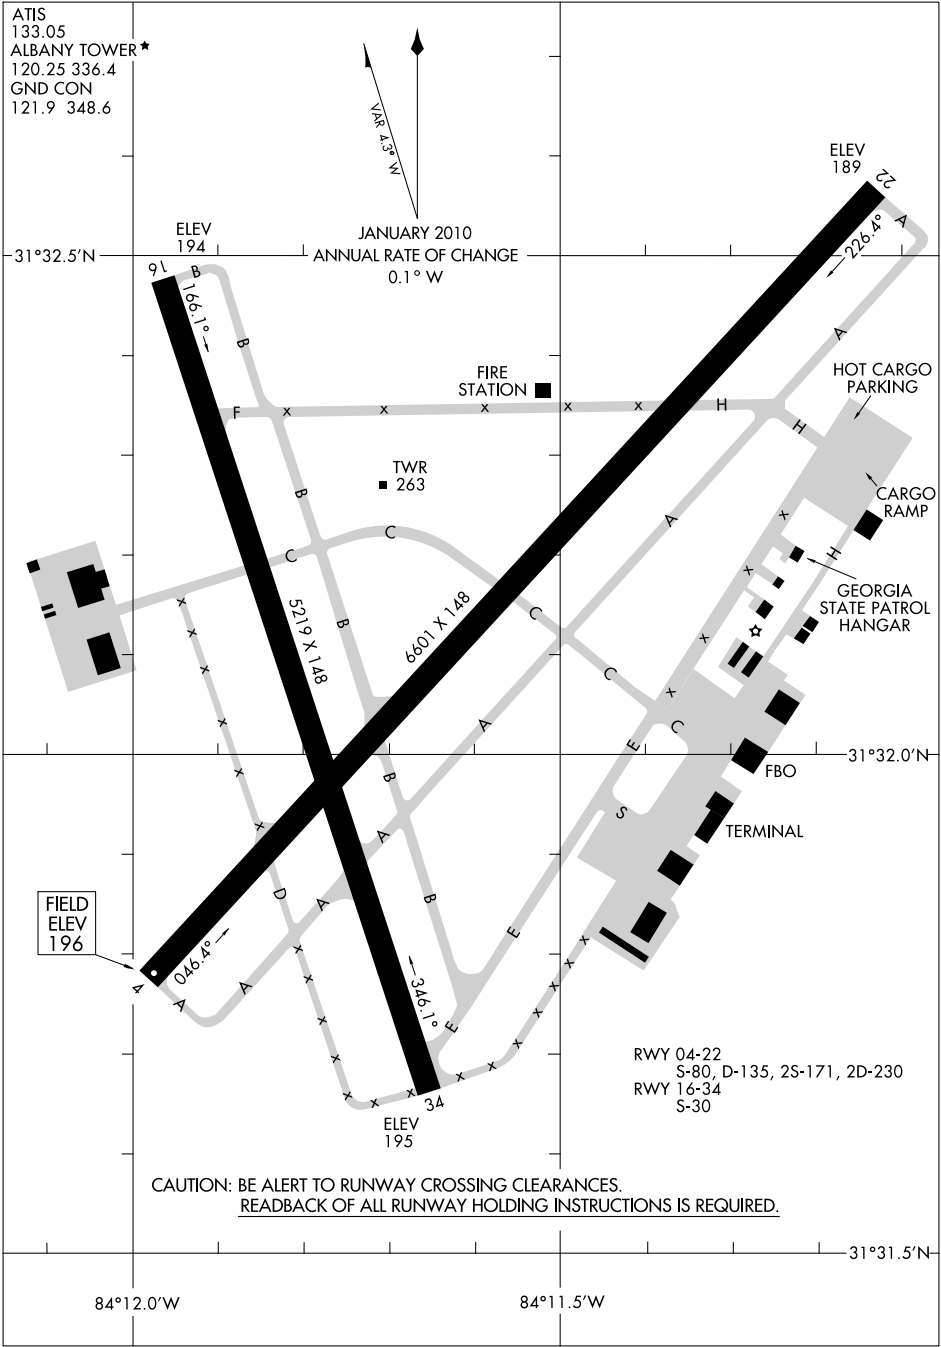 ATIS
133.05
ALBANY TOWER★
120.25 336.4
GND CON
121.9 348.6
VAR 4.3° W
JANUARY 2010
ANNUAL RATE OF CHANGE
0.1° W
ELEV
189
22
A
226.4°
ELEV
194
31°32.5'N
16
B
166.1°
B
A
HOT CARGO
PARKING
FIRE
STATION
F
x x x x x
H
H
TWR
263
B
A
CARGO
RAMP
x
C
C
H
x
GEORGIA
STATE PATROL
HANGAR
x
x
5219 X 148
6601 X 148
B
C
x
x
C
x
x
A
C
E
31°32.0'N
x
B
FBO
S
x
A
TERMINAL
D
A
B
E
FIELD
ELEV
196
046.4°
x
x
x
4
A
A
x
346.1°
x
x
E
x
x
x
x
RWY 04-22
S-80, D-135, 2S-171, 2D-230
RWY 16-34
S-30
x
x
x
34
ELEV
195
CAUTION: BE ALERT TO RUNWAY CROSSING CLEARANCES.
READBACK OF ALL RUNWAY HOLDING INSTRUCTIONS IS REQUIRED.
31°31.5'N
84°12.0'W
84°11.5'W